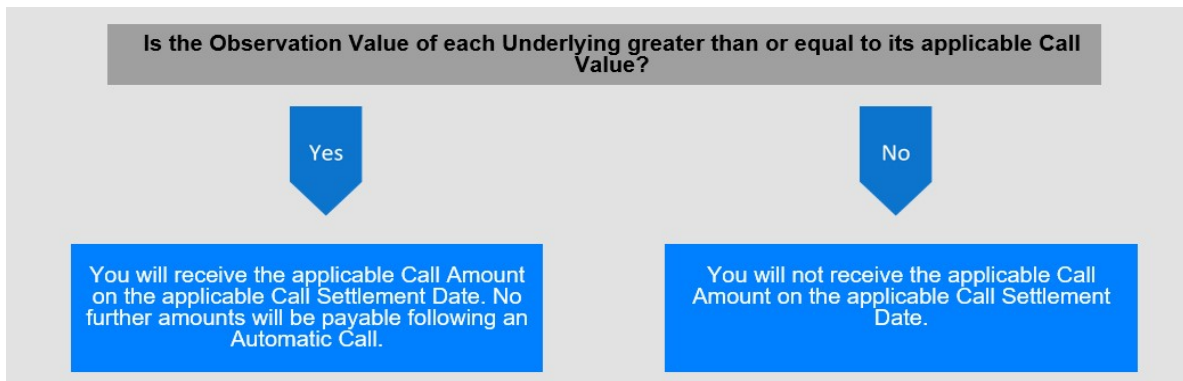 Is the Observation Value of each Underlying greater than or equal to its applicable Call
Value?
Yes
No
You will receive the applicable Call Amount
on the applicable Call Settlement Date. No
further amounts will be payable following an
Automatic Call.
You will not receive the applicable Call
Amount on the applicable Call Settlement
Date.